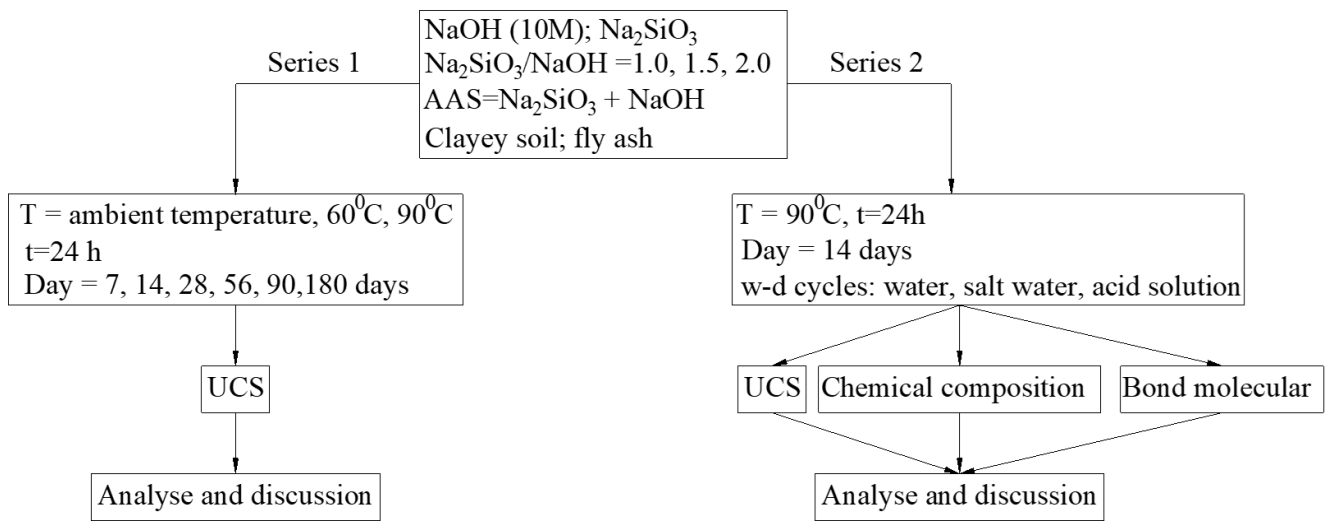 NaOH (10M); Na₂SiO₃
Series 1
Na₂SiO₃/NaOH =1.0, 1.5, 2.0
Series 2
AAS=Na₂SiO₃ + NaOH
Clayey soil; fly ash
T = ambient temperature, 60⁰C, 90⁰C
t=24 h
Day = 7, 14, 28, 56, 90,180 days
T = 90⁰C, t=24h
Day = 14 days
w-d cycles: water, salt water, acid solution
UCS
UCS
Chemical composition
Bond molecular
Analyse and discussion
Analyse and discussion